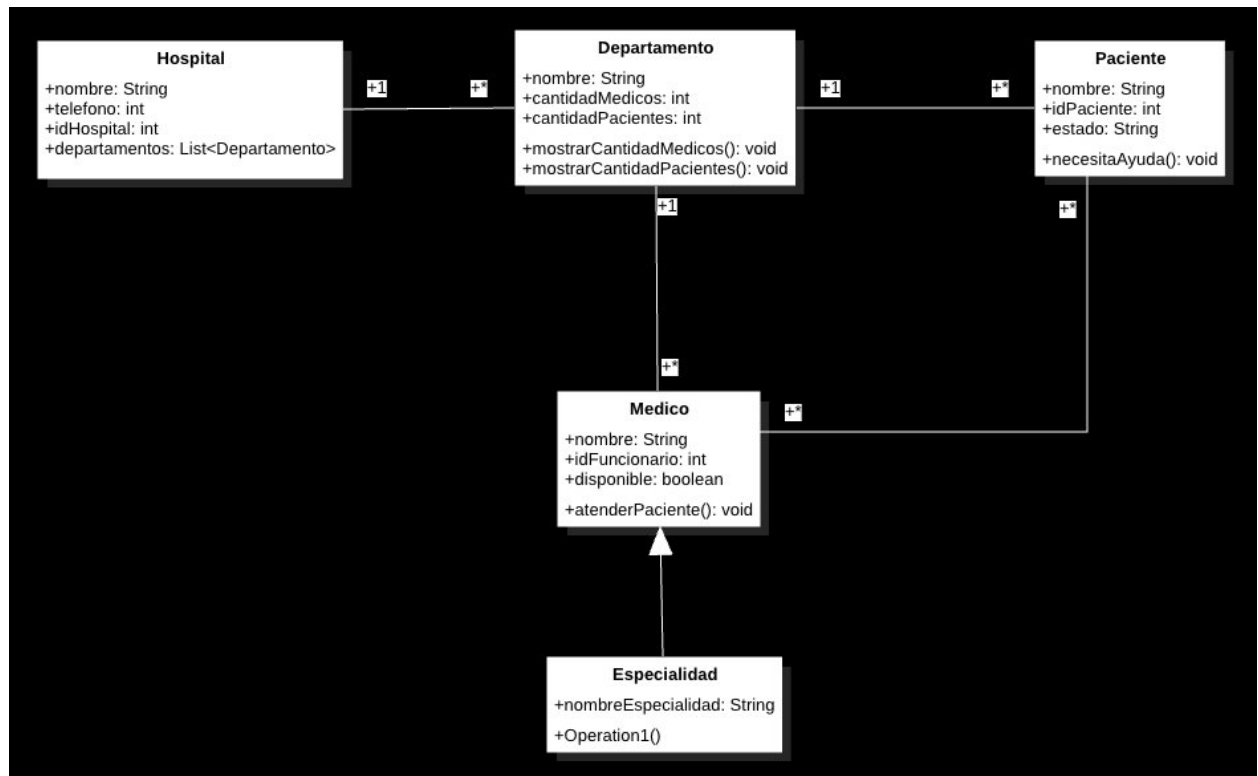 Hospital
+nombre: String
+telefono: int
+idHospital: int
+departamentos: List<Departamento>
+1
+*
Departamento
+nombre: String
+cantidadMedicos: int
+cantidadPacientes: int
+mostrarCantidadMedicos(): void
+mostrarCantidadPacientes(): void
+1
+*
Paciente
+nombre: String
+idPaciente: int
+estado: String
+necesitaAyuda(): void
+1
+*
+*
+*
Medico
+nombre: String
+idFuncionario: int
+disponible: boolean
+atenderPaciente(): void
Especialidad
+nombreEspecialidad: String
+Operation1()